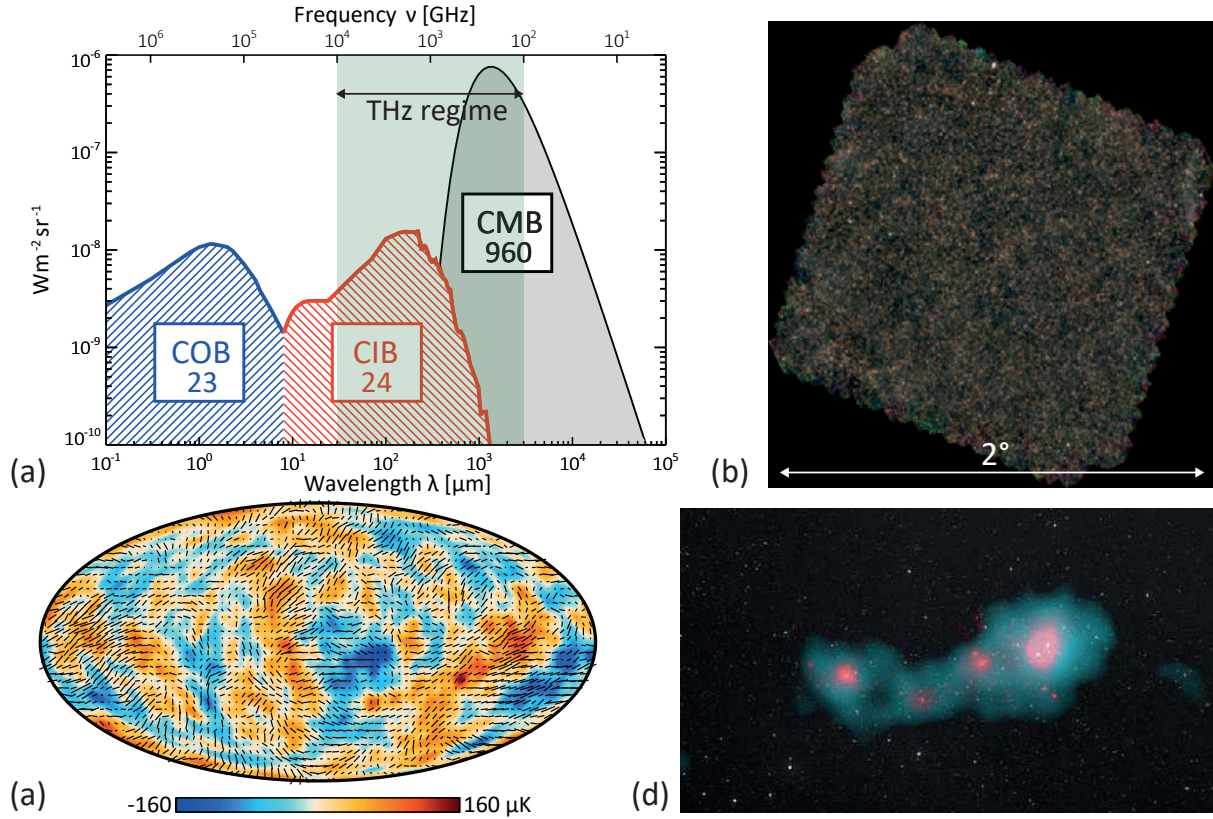 Frequency ν [GHz]
10⁶ 10⁵ 10⁴ 10³ 10² 10¹
10⁻⁶
10⁻⁷
10⁻⁸
10⁻⁹
10⁻¹⁰
Wm⁻² sr⁻¹
THz regime
CMB
960
COB
23
CIB
24
10⁻¹ 10⁰ 10¹ 10² 10³ 10⁴ 10⁵
Wavelength λ [µm]
(a)
2°
(b)
(a)
-160 160 µK
(d)